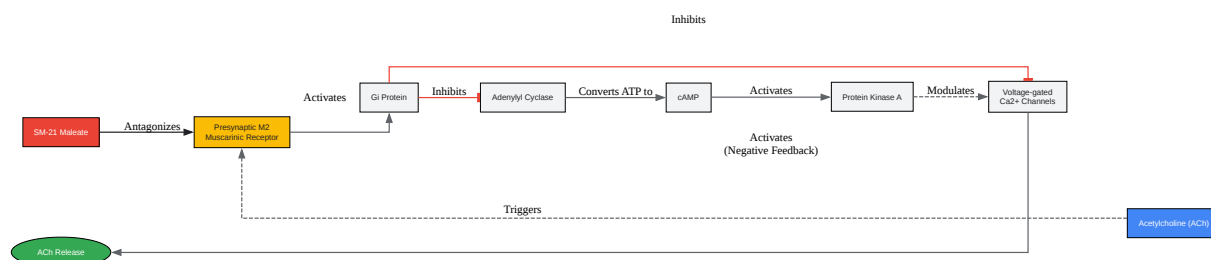 Inhibits
Activates
Gi Protein
Inhibits
Adenylyl Cyclase
Converts ATP to
cAMP
Activates
Protein Kinase A
Modulates
Voltage-gated
Ca2+ Channels
SM-21 Maleate
Antagonizes
Presynaptic M2
Muscarinic Receptor
Activates
(Negative Feedback)
Triggers
Acetylcholine (ACh)
ACh Release